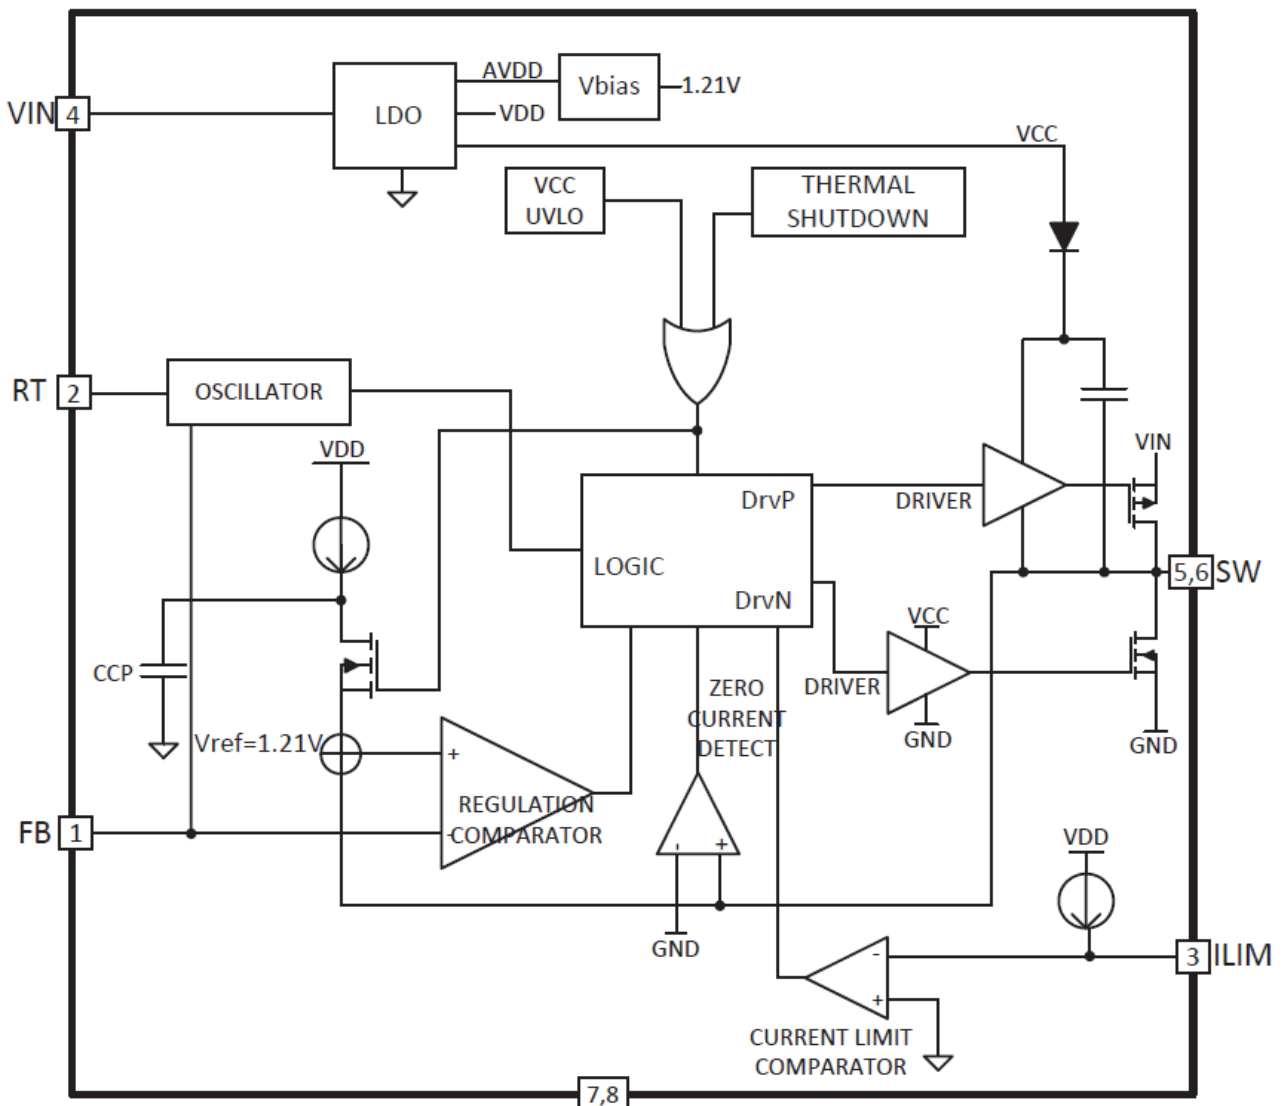 AVDD
Vbias
1.21V
VIN 4
LDO
VDD
VCC
VCC
UVLO
THERMAL
SHUTDOWN
RT 2
OSCILLATOR
VDD
VIN
DrvP
DRIVER
LOGIC
5,6 SW
DrvN
VCC
CCP
ZERO
CURRENT
DETECT
DRIVER
GND
GND
Vref=1.21V
+
REGULATION
COMPARATOR
-
FB 1
- +
VDD
GND
-
3 ILIM
+
CURRENT LIMIT
COMPARATOR
7,8